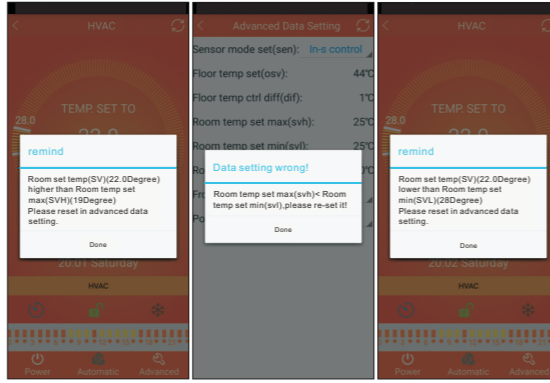 HVAC
TEMP. SET TO
28.0
22.0
remind
Room set temp(SV)(22.0Degree)
higher than Room temp set
max(SVH)(19Degree)
Please reset in advanced data
setting.
Done
20:01 Saturday
HVAC
Power Automatic Advanced
Advanced Data Setting
Sensor mode set(sen): In-s control
Floor temp set(osv): 44℃
Floor temp ctrl diff(dif): 1℃
Room temp set max(svh): 25℃
Room temp set min(svl): 25℃
Data setting wrong!
Room temp set max(svh)< Room
temp set min(svl),please re-set it!
Done
HVAC
TEMP. SET TO
28.0
remind
Room set temp(SV)(22.0Degree)
lower than Room temp set
min(SVL)(28Degree)
Please reset in advanced data
setting.
Done
20:02 Saturday
HVAC
Power Automatic Advanced